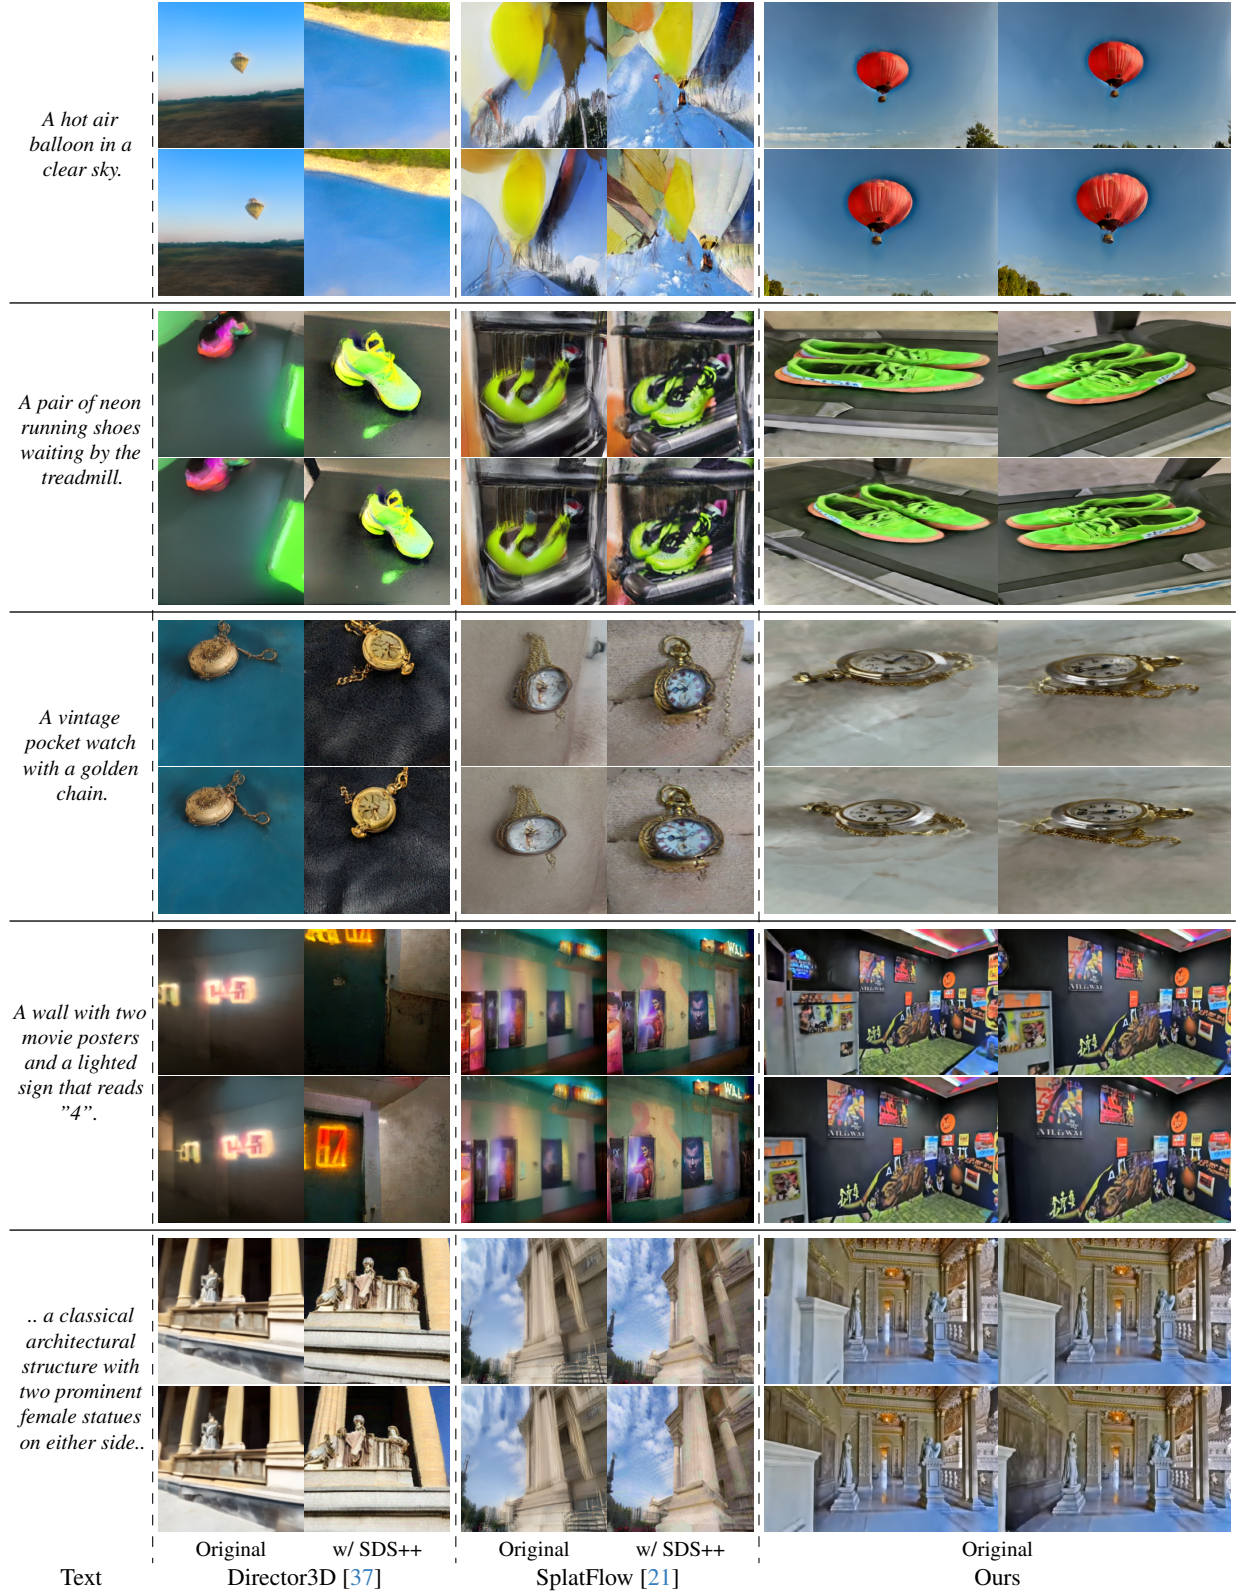 A hot air
balloon in a
clear sky.
A pair of neon
running shoes
waiting by the
treadmill.
A vintage
pocket watch
with a golden
chain.
WAL
WAL
A wall with two
movie posters
and a lighted
sign that reads
”4”.
.. a classical
architectural
structure with
two prominent
female statues
on either side..
Original
w/ SDS++
Original
w/ SDS++
Original
Text
Director3D [37]
SplatFlow [21]
Ours